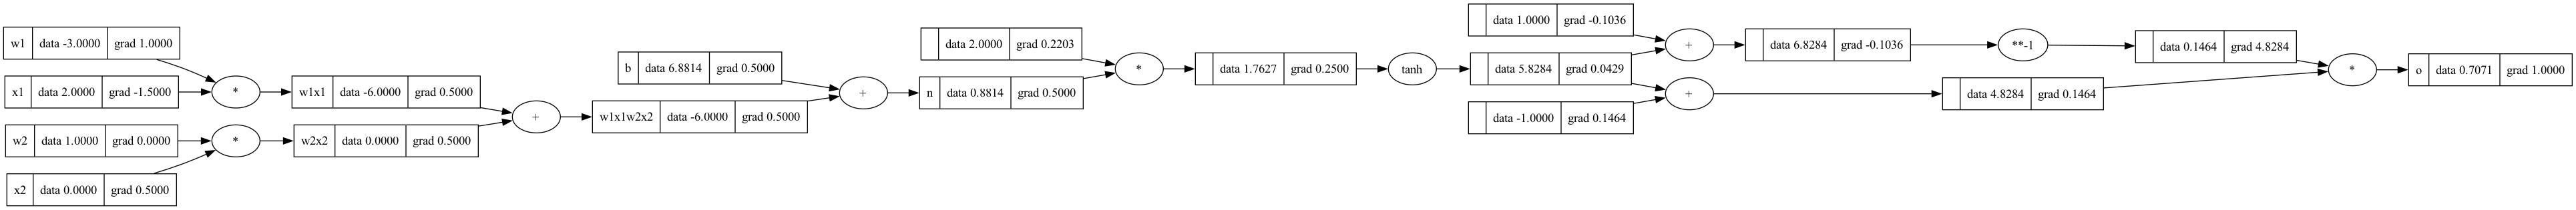 w1 data -3.0000 grad 1.0000
x1 data 2.0000 grad -1.5000
w2 data 1.0000 grad 0.0000
x2 data 0.0000 grad 0.5000
*
*
w1x1 data -6.0000 grad 0.5000
w2x2 data 0.0000 grad 0.5000
+
b data 6.8814 grad 0.5000
w1x1w2x2 data -6.0000 grad 0.5000
+
data 2.0000 grad 0.2203
n data 0.8814 grad 0.5000
*
data 1.7627 grad 0.2500
tanh
data 1.0000 grad -0.1036
data 5.8284 grad 0.0429
data -1.0000 grad 0.1464
+
+
data 6.8284 grad -0.1036
**-1
data 4.8284 grad 0.1464
data 0.1464 grad 4.8284
*
o data 0.7071 grad 1.0000